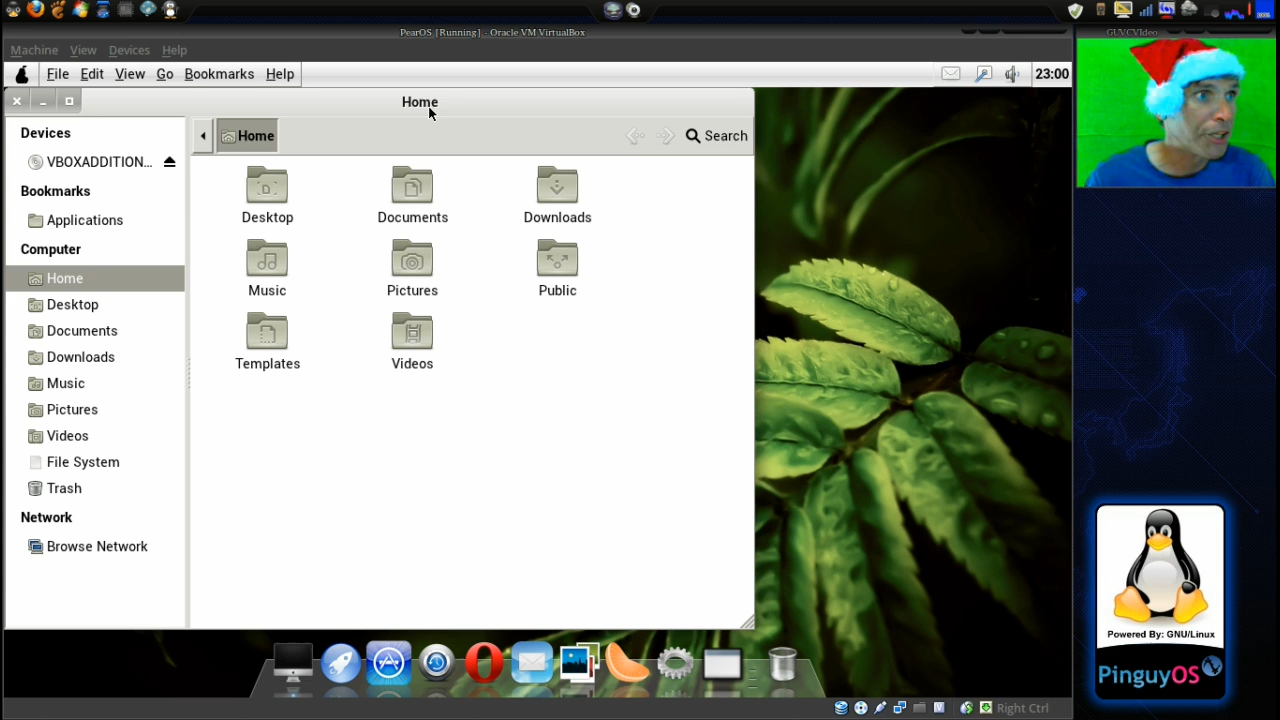 PearOS [Running] - Oracle VM VirtualBox
GUVCVIdeo
Machine View Devices Help
File Edit View Go Bookmarks Help
23:00
Home
Devices
VBOXADDITION...
Bookmarks
Applications
Computer
Home
Desktop
Documents
Downloads
Music
Pictures
Videos
File System
Trash
Network
Browse Network
Home
Search
Desktop
Documents
Downloads
Music
Pictures
Public
Templates
Videos
Powered By: GNU/Linux
PinguyOS
Right Ctrl